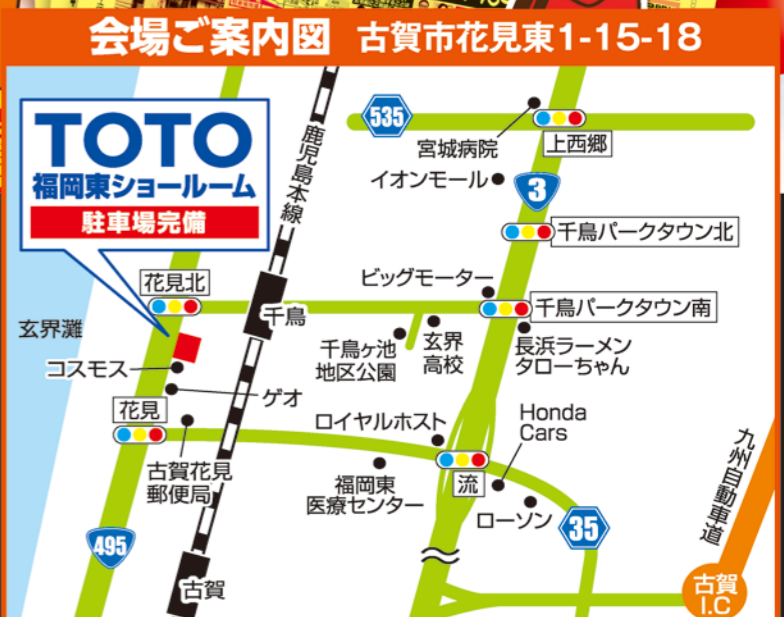 会場ご案内図 古賀市花見東1-15-18
TOTO
福岡東ショールーム
駐車場完備
鹿児島本線
535
宮城病院
上西郷
イオンモール
3
千鳥パークタウン北
ビッグモーター
千鳥パークタウン南
花見北
千鳥
玄界灘
千鳥ヶ池
地区公園
玄界
高校
長浜ラーメン
タローちゃん
コスモス
ゲオ
花見
古賀花見
郵便局
ロイヤルホスト
Honda
Cars
福岡東
医療センター
流
ローソン
35
九州自動車道
495
古賀
古賀
I.C